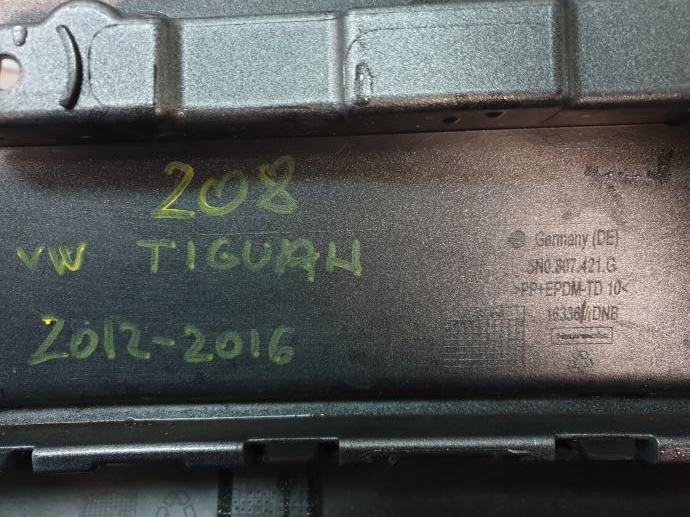 208
VW TIGUAN
2012-2016
Germany (DE)
5N0.807.421.G
>PP+EPDM-TD 10<